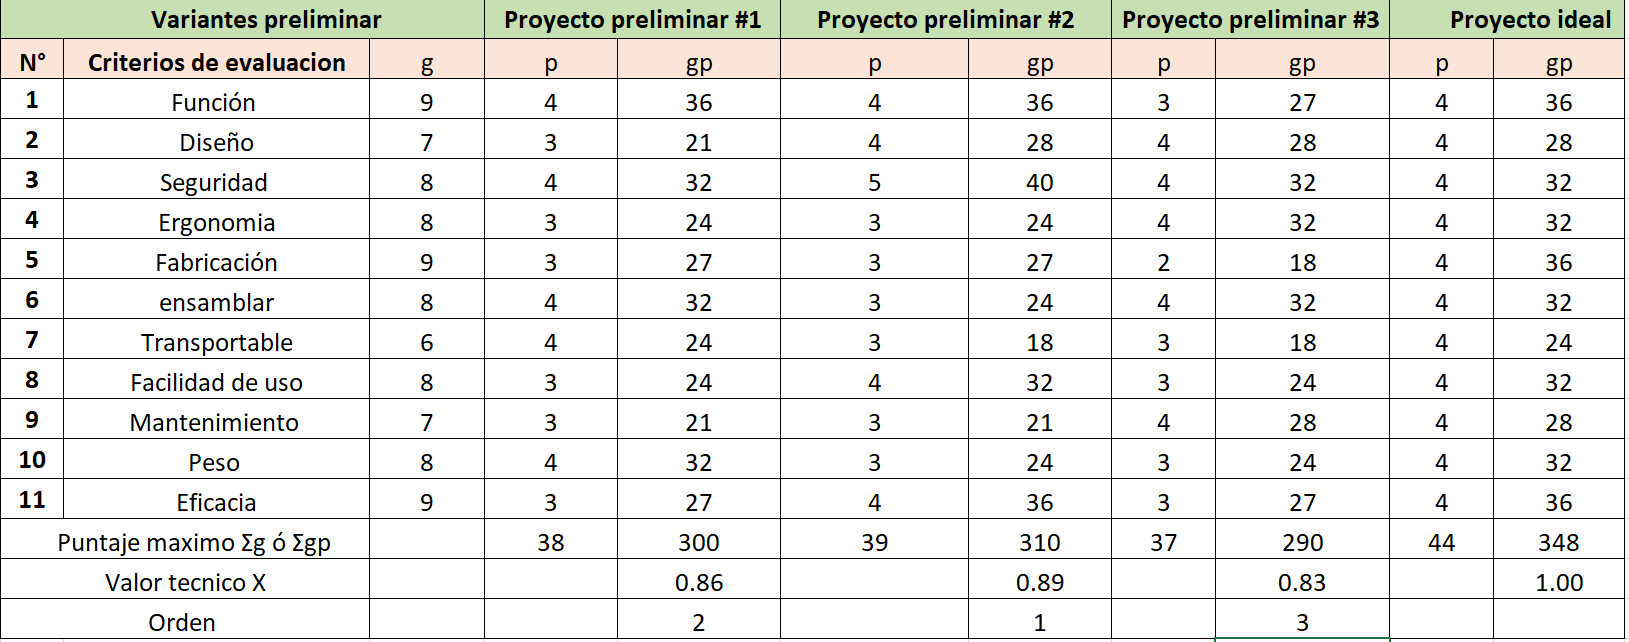 Variantes preliminar Proyecto preliminar #1 Proyecto preliminar #2 Proyecto preliminar #3 Proyecto ideal
N° Criterios de evaluacion g p gp p gp p gp p gp
1 Función 9 4 36 4 36 3 27 4 36
2 Diseño 7 3 21 4 28 4 28 4 28
3 Seguridad 8 4 32 5 40 4 32 4 32
4 Ergonomia 8 3 24 3 24 4 32 4 32
5 Fabricación 9 3 27 3 27 2 18 4 36
6 ensamblar 8 4 32 3 24 4 32 4 32
7 Transportable 6 4 24 3 18 3 18 4 24
8 Facilidad de uso 8 3 24 4 32 3 24 4 32
9 Mantenimiento 7 3 21 3 21 4 28 4 28
10 Peso 8 4 32 3 24 3 24 4 32
11 Eficacia 9 3 27 4 36 3 27 4 36
Puntaje maximo Σg ó Σgp 38 300 39 310 37 290 44 348
Valor tecnico X 0.86 0.89 0.83 1.00
Orden 2 1 3